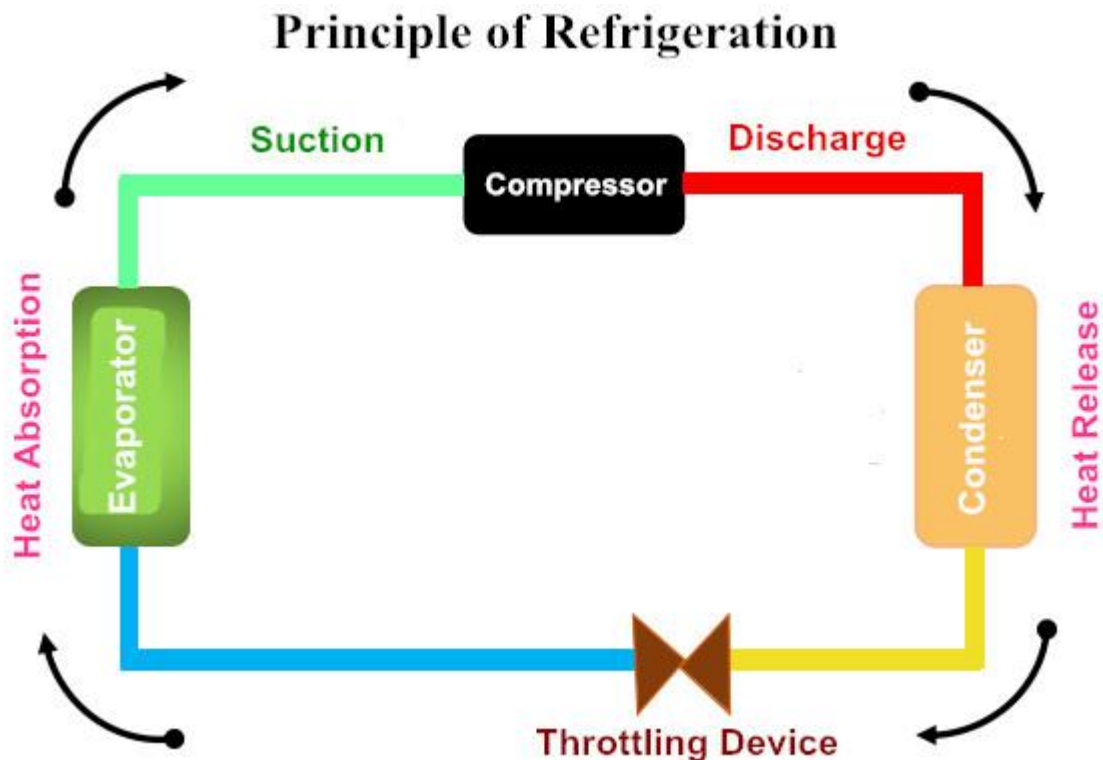 Principle of Refrigeration
Suction
Discharge
Compressor
Heat Absorption
Evaporator
Condenser
Heat Release
Throttling Device